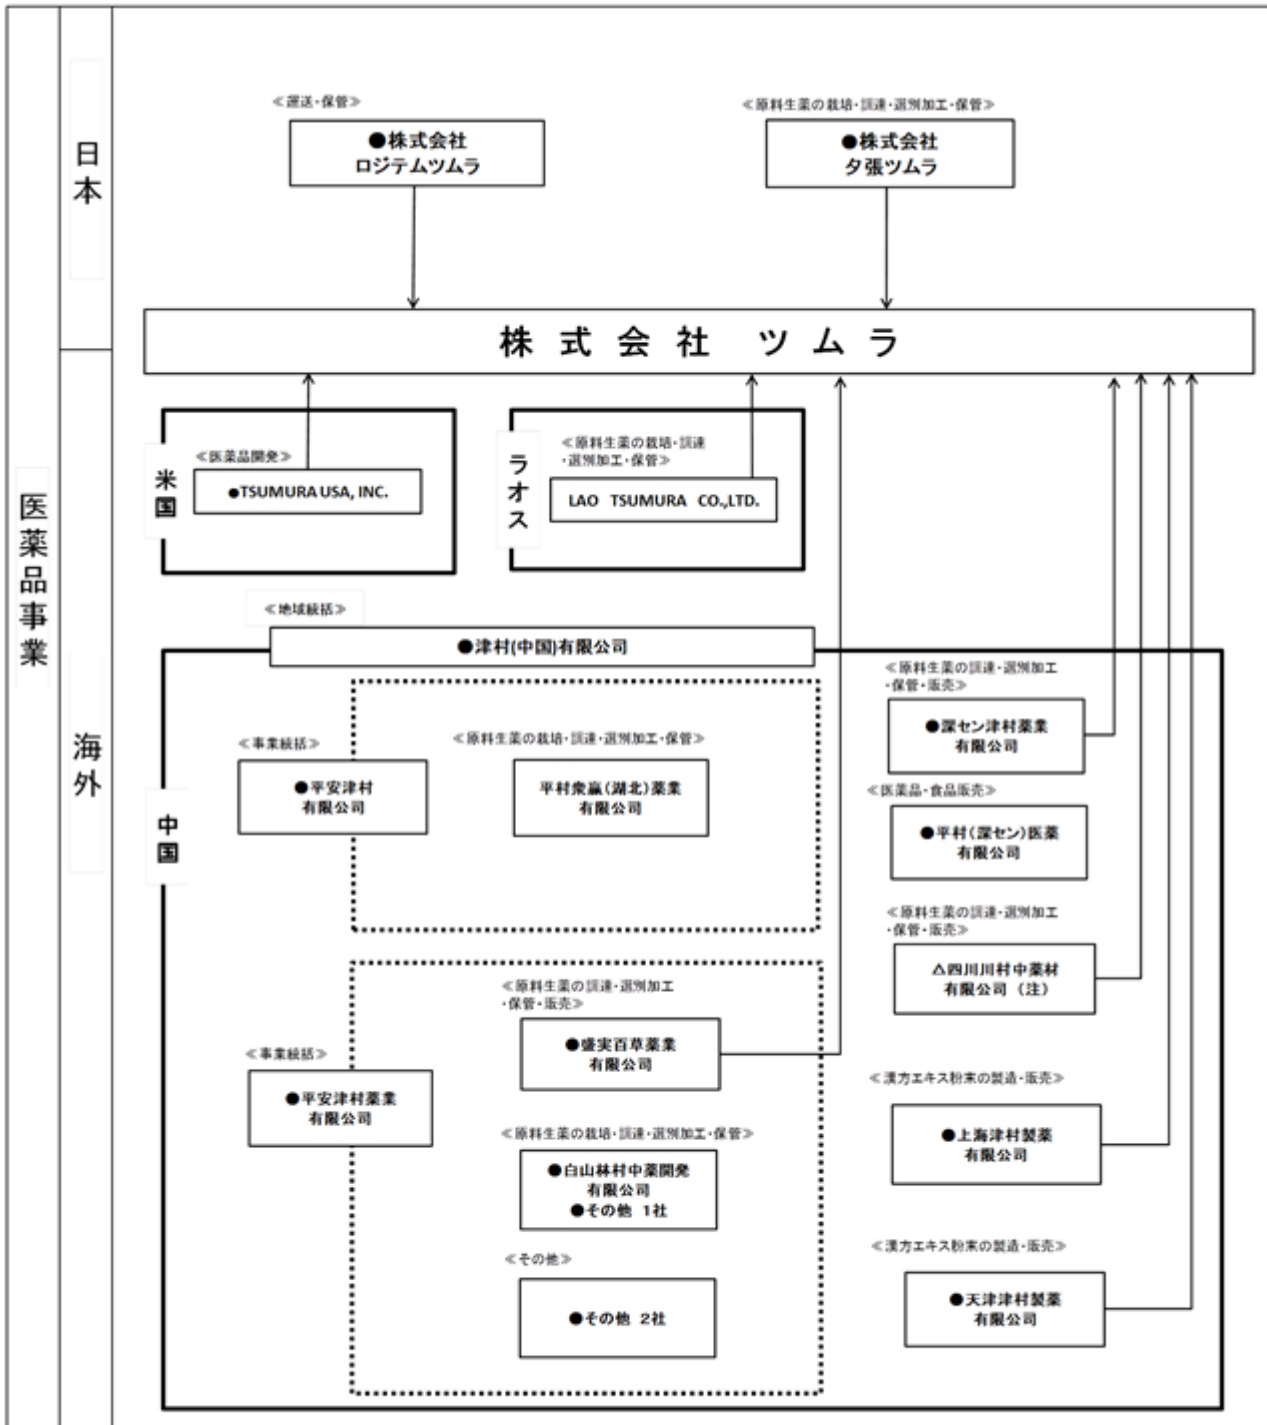 医薬品事業
日本
≪運送・保管≫
●株式会社
ロジテムツムラ
≪原料生薬の栽培・調達・選別加工・保管≫
●株式会社
夕張ツムラ
株式会社 ツムラ
海外
米国
≪医薬品開発≫
●TSUMURA USA, INC.
ラオス
≪原料生薬の栽培・調達
・選別加工・保管≫
LAO TSUMURA CO.,LTD.
中国
≪地域統括≫
●津村(中国)有限公司
≪事業統括≫
●平安津村
有限公司
≪原料生薬の栽培・調達・選別加工・保管≫
平村衆贏(湖北)薬業
有限公司
≪事業統括≫
●平安津村薬業
有限公司
≪原料生薬の調達・選別加工
・保管・販売≫
●盛実百草薬業
有限公司
≪原料生薬の栽培・調達・選別加工・保管≫
●白山林村中薬開発
有限公司
●その他 1社
≪その他≫
●その他 2社
≪原料生薬の調達・選別加工
・保管・販売≫
●深セン津村薬業
有限公司
≪医薬品・食品販売≫
●平村(深セン)医薬
有限公司
≪原料生薬の調達・選別加工
・保管・販売≫
△四川川村中薬材
有限公司 (注)
≪漢方エキス粉末の製造・販売≫
●上海津村製薬
有限公司
≪漢方エキス粉末の製造・販売≫
●天津津村製薬
有限公司